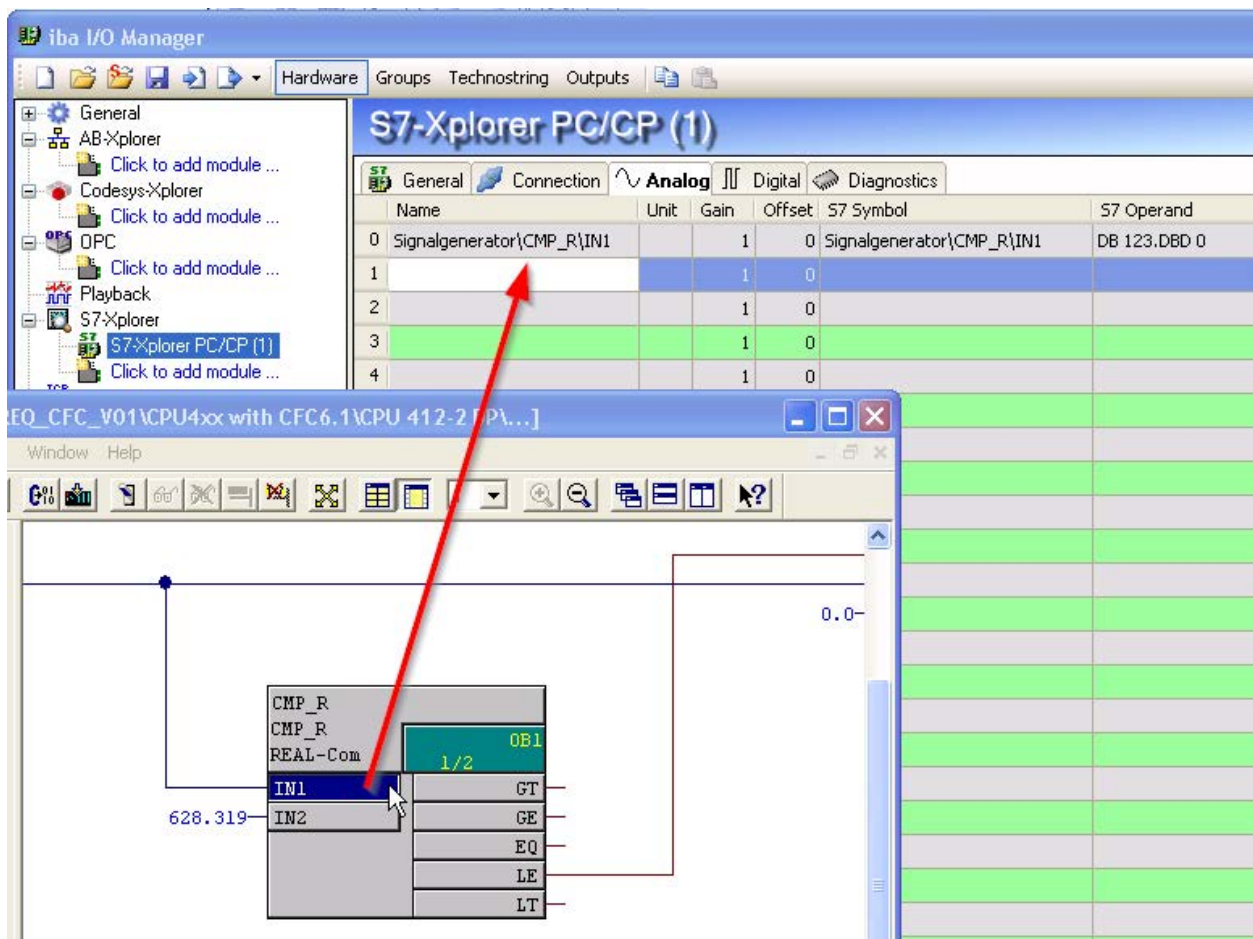 iba I/O Manager
Hardware Groups Technostring Outputs
General
AB-Xplorer
Click to add module ...
Codesys-Xplorer
Click to add module ...
OPC
Click to add module ...
Playback
S7-Xplorer
S7-Xplorer PC/CP (1)
Click to add module ...
S7-Xplorer PC/CP (1)
General Connection Analog Digital Diagnostics
Name Unit Gain Offset S7 Symbol S7 Operand
0 Signalgenerator\CMP_R\IN1 1 0 Signalgenerator\CMP_R\IN1 DB 123.DBD 0
1 1 0
2 1 0
3 1 0
4 1 0
EQ_CFC_V01\CPU4xx with CFC6.1\CPU 412-2 DP\...]
Window Help
0.0
CMP_R
CMP_R
REAL-Com
OB1
1/2
IN1 GT
628.319 IN2 GE
EQ
LE
LT